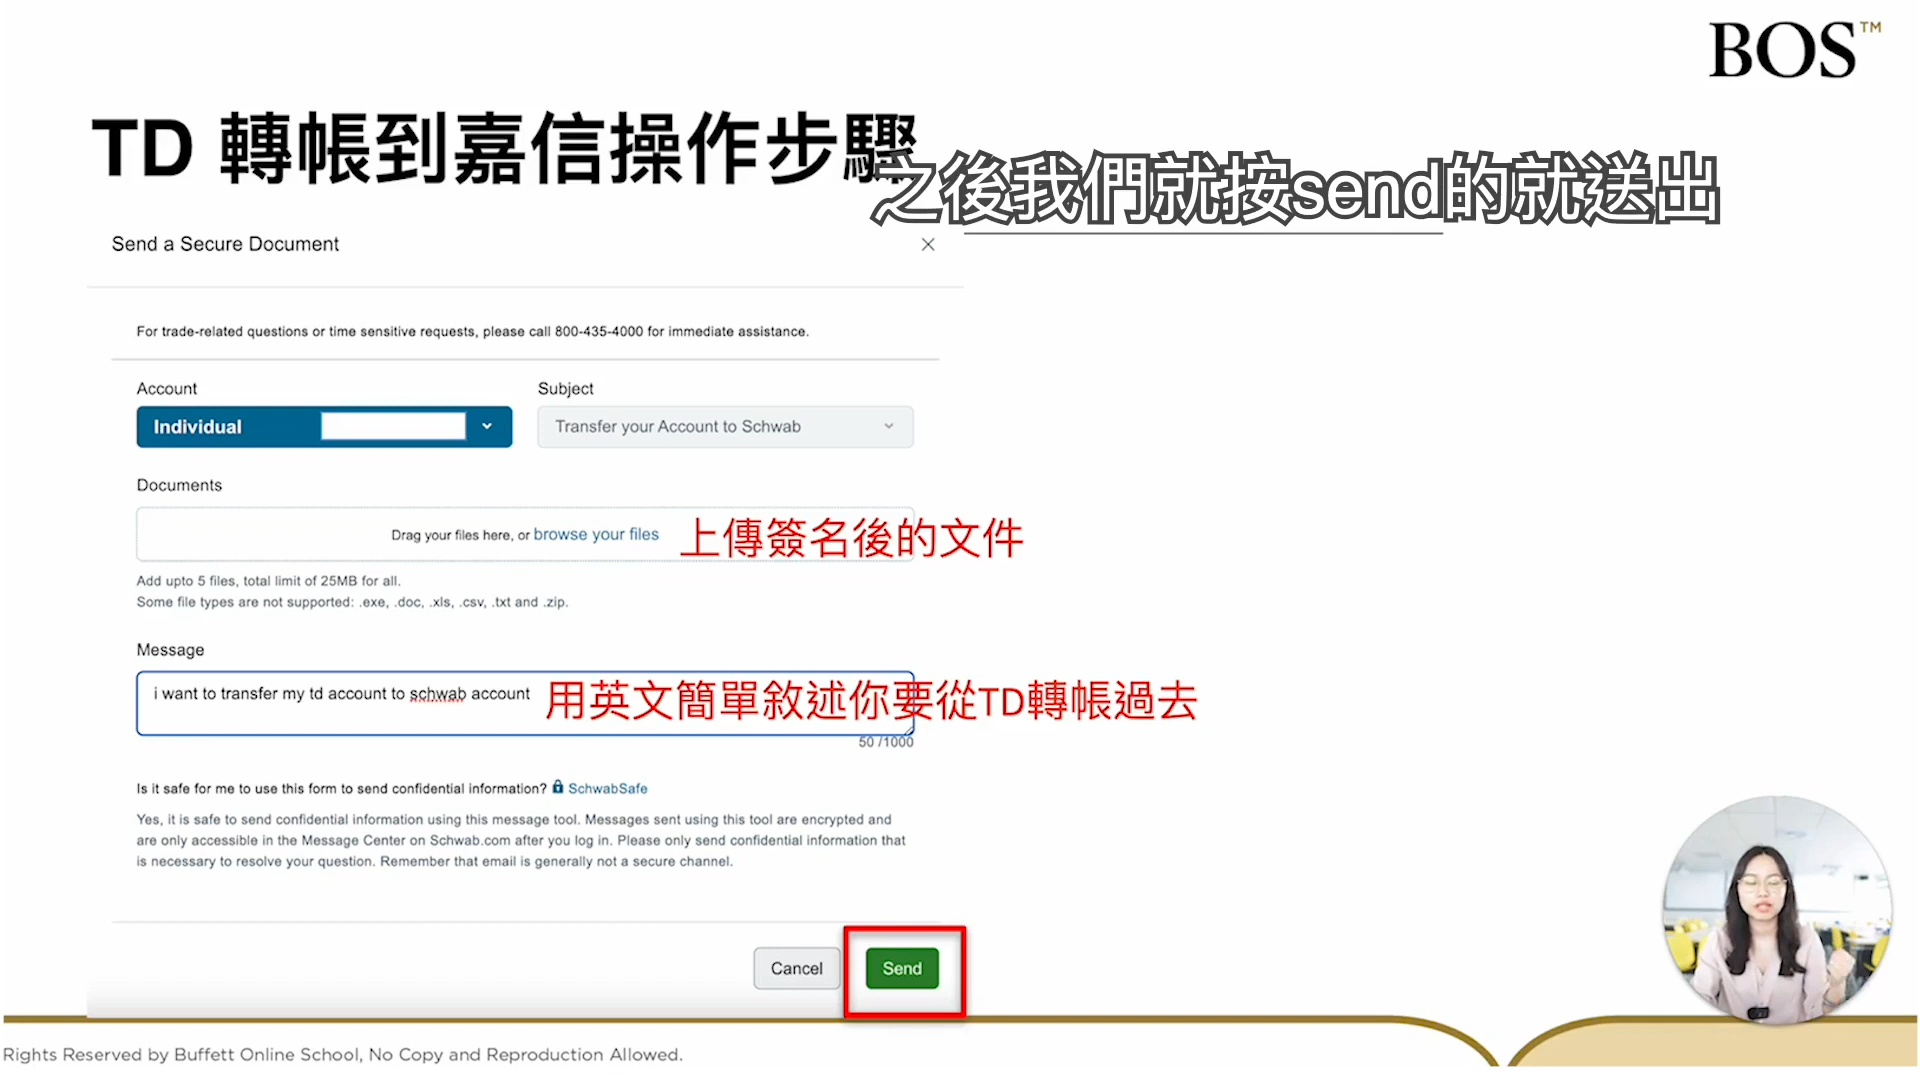 BOS™
TD 轉帳到嘉信操作步驟
之後我們就按send的就送出
Send a Secure Document
For trade-related questions or time sensitive requests, please call 800-435-4000 for immediate assistance.
Account
Subject
Individual
Transfer your Account to Schwab
Documents
Drag your files here, or browse your files
上傳簽名後的文件
Add upto 5 files, total limit of 25MB for all.
Some file types are not supported: .exe, .doc, .xls, .csv, .txt and .zip.
Message
i want to transfer my td account to schwab account
用英文簡單敘述你要從TD轉帳過去
50 /1000
Is it safe for me to use this form to send confidential information? SchwabSafe
Yes, it is safe to send confidential information using this message tool. Messages sent using this tool are encrypted and
are only accessible in the Message Center on Schwab.com after you log in. Please only send confidential information that
is necessary to resolve your question. Remember that email is generally not a secure channel.
Cancel
Send
Rights Reserved by Buffett Online School, No Copy and Reproduction Allowed.